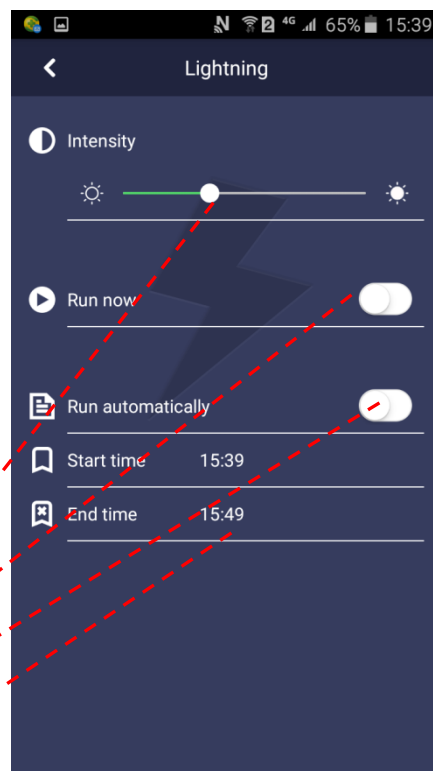 2 4G 65% 15:39
Lightning
Intensity
Run now
Run automatically
Start time 15:39
End time 15:49